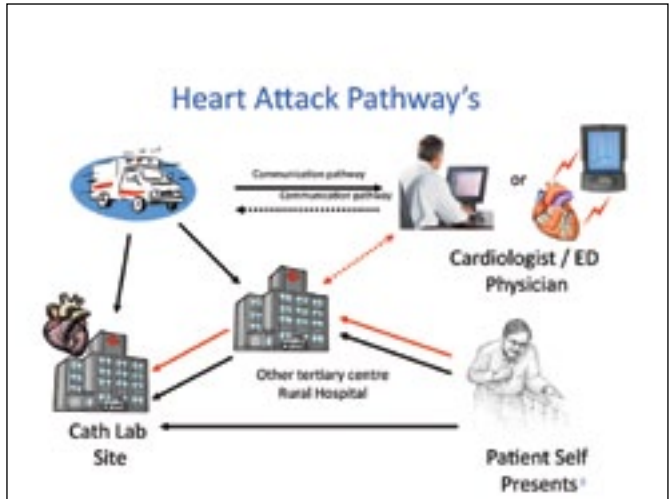 Heart Attack Pathway's
Communication pathway
Communication pathway
or
Cardiologist / ED
Physician
Other tertiary centre
Rural Hospital
Cath Lab
Site
Patient Self
Presents